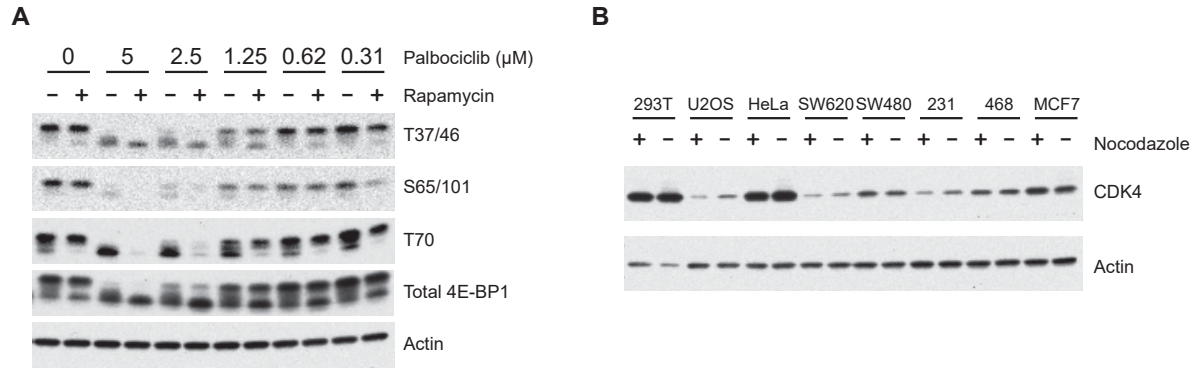 A
0 5 2.5 1.25 0.62 0.31 Palbociclib (µM)
– + – + – + – + – + – + Rapamycin
T37/46
S65/101
T70
Total 4E-BP1
Actin
B
293T U2OS HeLa SW620 SW480 231 468 MCF7
+ – + – + – + – + – + – + – + – Nocodazole
CDK4
Actin